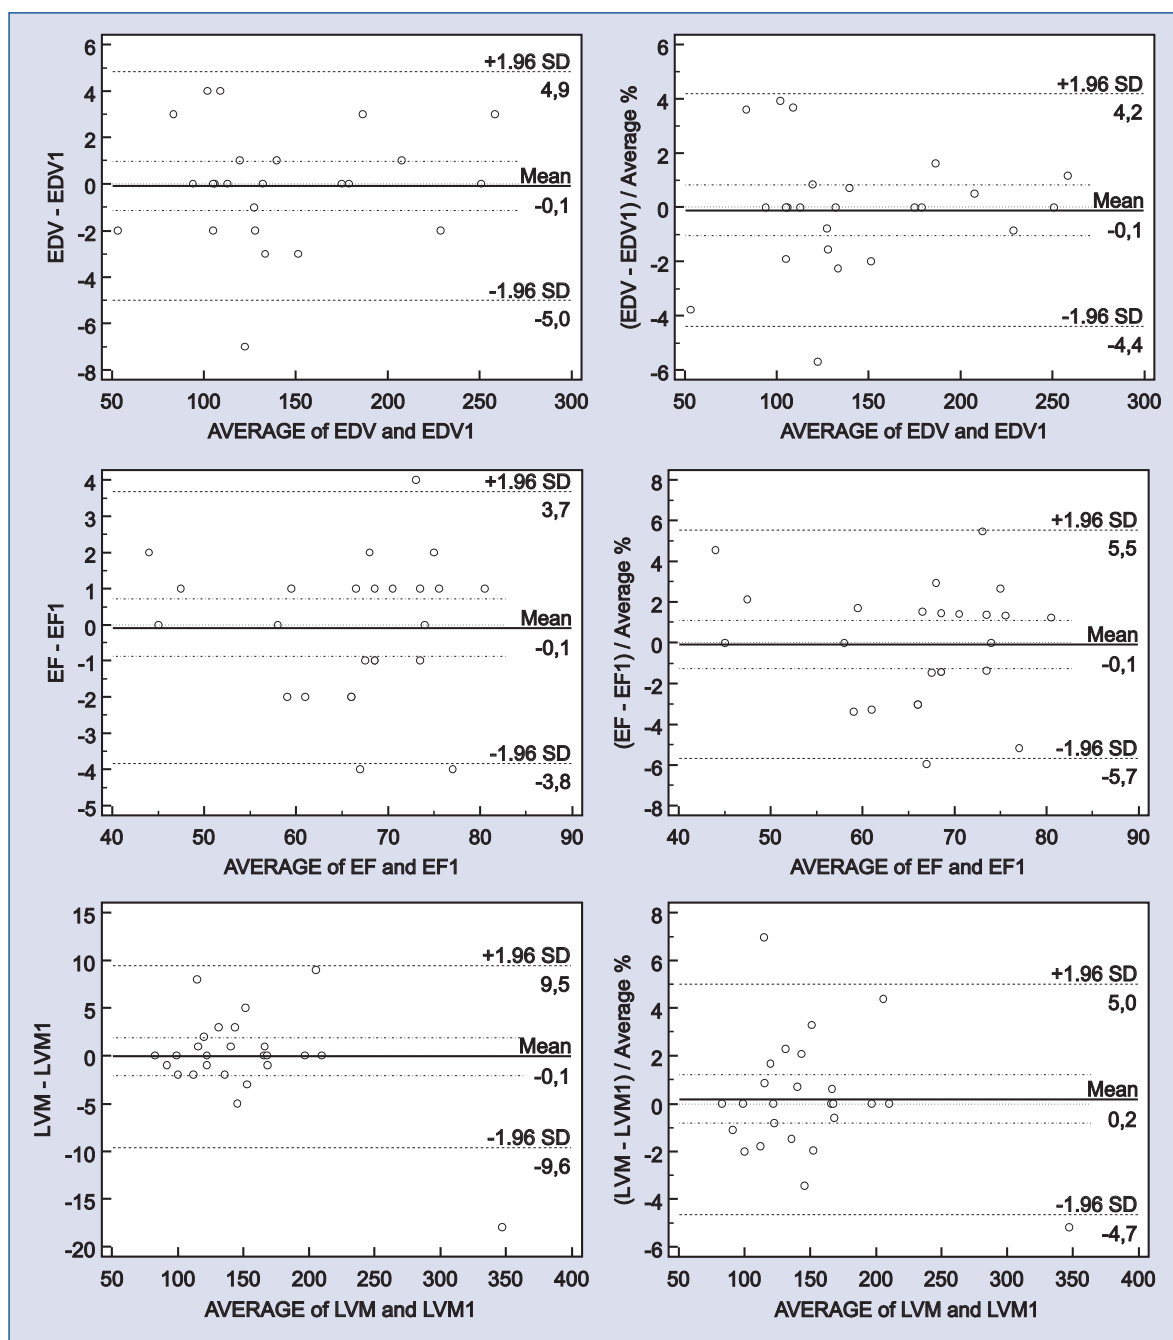 6
4
2
0
-2
-4
-6
-8
EDV - EDV1
+1.96 SD
4,9
Mean
-0,1
-1.96 SD
-5,0
50 100 150 200 250 300
AVERAGE of EDV and EDV1
6
4
2
0
-2
-4
-6
(EDV - EDV1) / Average %
+1.96 SD
4,2
Mean
-0,1
-1.96 SD
-4,4
50 100 150 200 250 300
AVERAGE of EDV and EDV1
4
3
2
1
0
-1
-2
-3
-4
-5
EF - EF1
+1.96 SD
3,7
Mean
-0,1
-1.96 SD
-3,8
40 50 60 70 80 90
AVERAGE of EF and EF1
8
6
4
2
0
-2
-4
-6
-8
(EF - EF1) / Average %
+1.96 SD
5,5
Mean
-0,1
-1.96 SD
-5,7
40 50 60 70 80 90
AVERAGE of EF and EF1
15
10
5
0
-5
-10
-15
-20
LVM - LVM1
+1.96 SD
9,5
Mean
-0,1
-1.96 SD
-9,6
50 100 150 200 250 300 350 400
AVERAGE of LVM and LVM1
8
6
4
2
0
-2
-4
-6
(LVM - LVM1) / Average %
+1.96 SD
5,0
Mean
0,2
-1.96 SD
-4,7
50 100 150 200 250 300 350 400
AVERAGE of LVM and LVM1